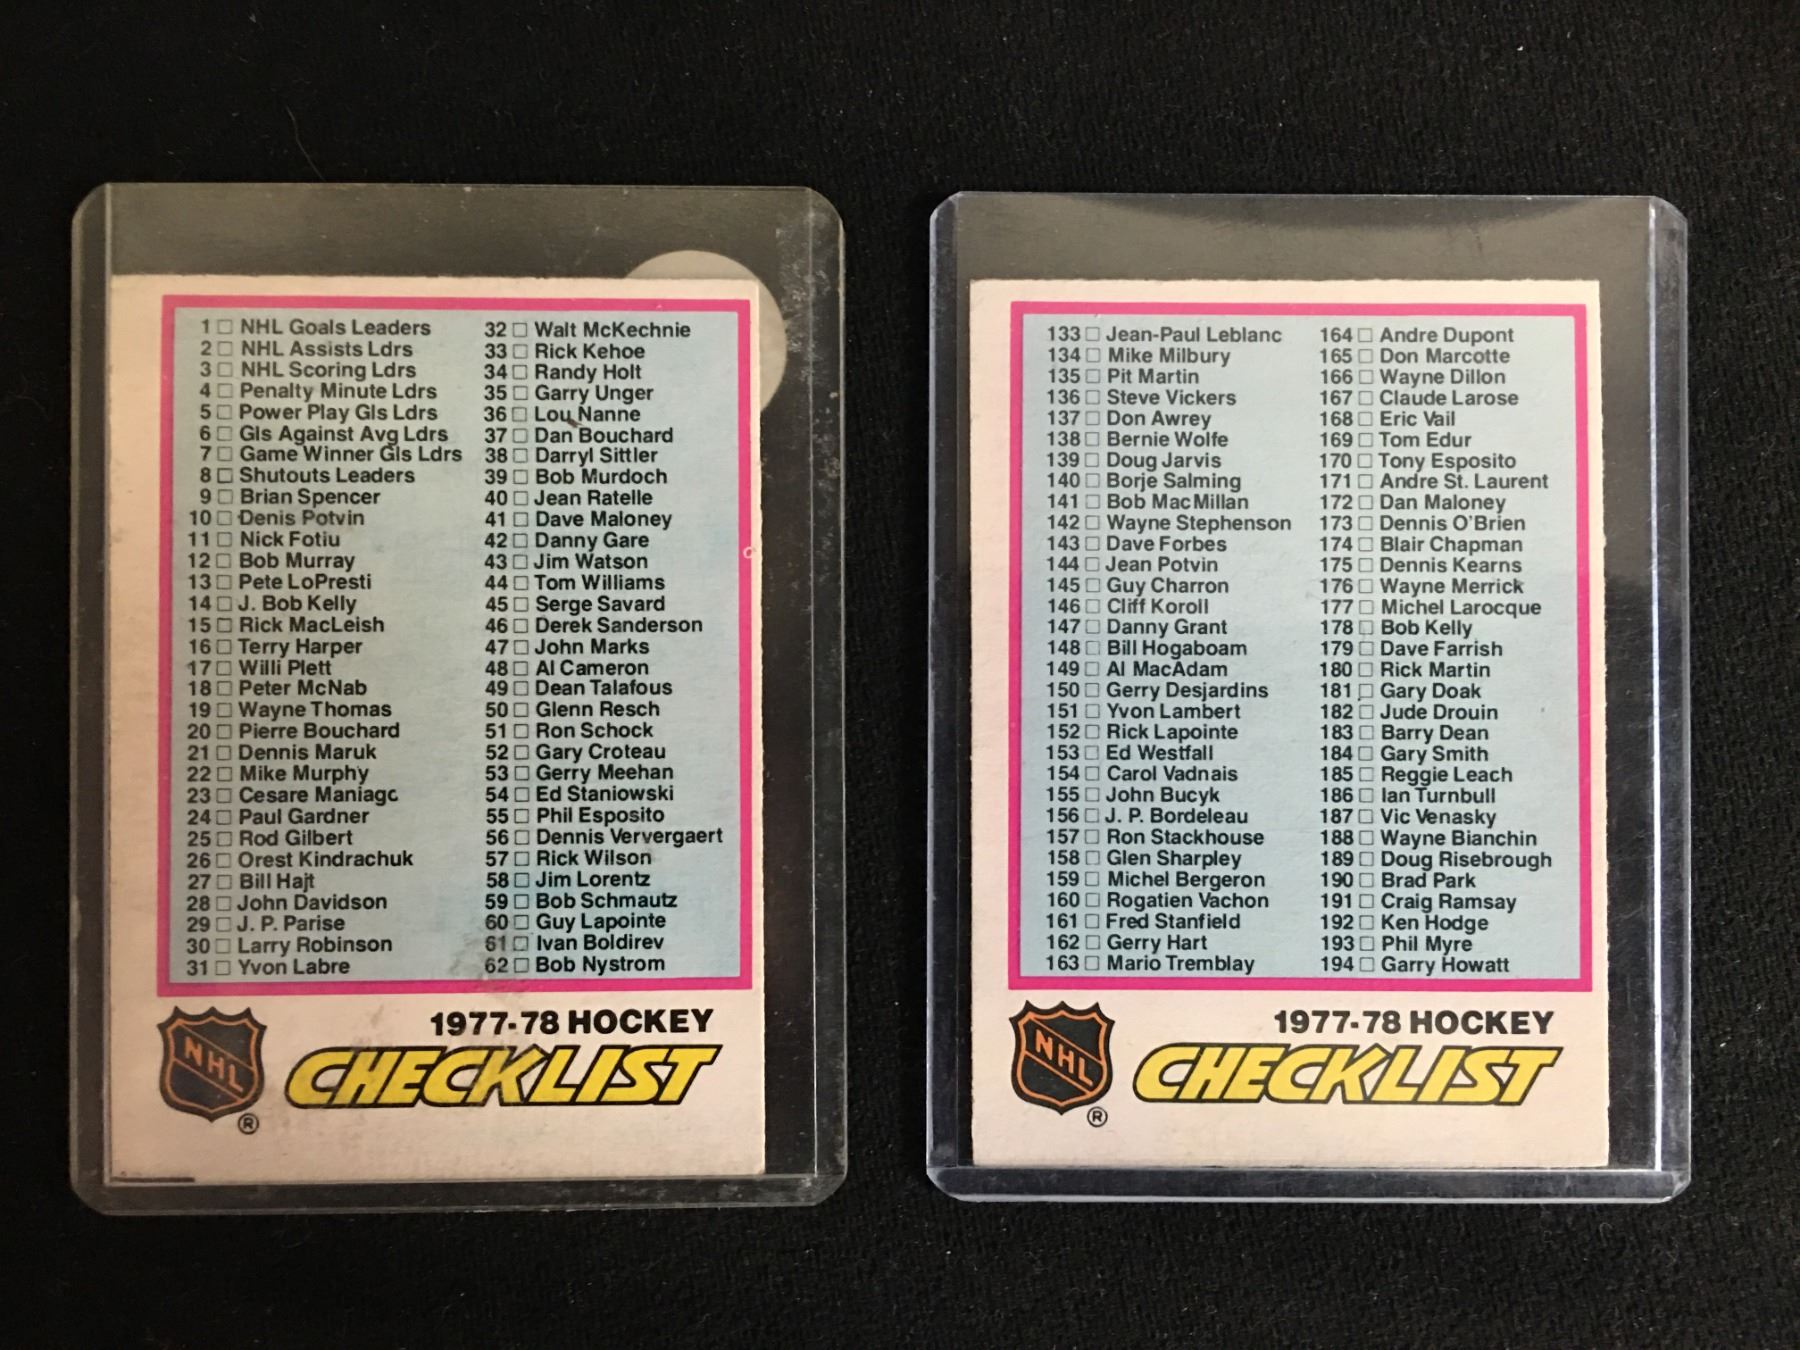 1 □ NHL Goals Leaders
2 □ NHL Assists Ldrs
3 □ NHL Scoring Ldrs
4 □ Penalty Minute Ldrs
5 □ Power Play Gls Ldrs
6 □ Gls Against Avg Ldrs
7 □ Game Winner Gls Ldrs
8 □ Shutouts Leaders
9 □ Brian Spencer
10 □ Denis Potvin
11 □ Nick Fotiu
12 □ Bob Murray
13 □ Pete LoPresti
14 □ J. Bob Kelly
15 □ Rick MacLeish
16 □ Terry Harper
17 □ Willi Plett
18 □ Peter McNab
19 □ Wayne Thomas
20 □ Pierre Bouchard
21 □ Dennis Maruk
22 □ Mike Murphy
23 □ Cesare Maniago
24 □ Paul Gardner
25 □ Rod Gilbert
26 □ Orest Kindrachuk
27 □ Bill Hajt
28 □ John Davidson
29 □ J. P. Parise
30 □ Larry Robinson
31 □ Yvon Labre
32 □ Walt McKechnie
33 □ Rick Kehoe
34 □ Randy Holt
35 □ Garry Unger
36 □ Lou Nanne
37 □ Dan Bouchard
38 □ Darryl Sittler
39 □ Bob Murdoch
40 □ Jean Ratelle
41 □ Dave Maloney
42 □ Danny Gare
43 □ Jim Watson
44 □ Tom Williams
45 □ Serge Savard
46 □ Derek Sanderson
47 □ John Marks
48 □ Al Cameron
49 □ Dean Talafous
50 □ Glenn Resch
51 □ Ron Schock
52 □ Gary Croteau
53 □ Gerry Meehan
54 □ Ed Staniowski
55 □ Phil Esposito
56 □ Dennis Ververgaert
57 □ Rick Wilson
58 □ Jim Lorentz
59 □ Bob Schmautz
60 □ Guy Lapointe
61 □ Ivan Boldirev
62 □ Bob Nystrom
NHL
®
1977-78 HOCKEY
CHECKLIST
133 □ Jean-Paul Leblanc
134 □ Mike Milbury
135 □ Pit Martin
136 □ Steve Vickers
137 □ Don Awrey
138 □ Bernie Wolfe
139 □ Doug Jarvis
140 □ Borje Salming
141 □ Bob MacMillan
142 □ Wayne Stephenson
143 □ Dave Forbes
144 □ Jean Potvin
145 □ Guy Charron
146 □ Cliff Koroll
147 □ Danny Grant
148 □ Bill Hogaboam
149 □ Al MacAdam
150 □ Gerry Desjardins
151 □ Yvon Lambert
152 □ Rick Lapointe
153 □ Ed Westfall
154 □ Carol Vadnais
155 □ John Bucyk
156 □ J. P. Bordeleau
157 □ Ron Stackhouse
158 □ Glen Sharpley
159 □ Michel Bergeron
160 □ Rogatien Vachon
161 □ Fred Stanfield
162 □ Gerry Hart
163 □ Mario Tremblay
164 □ Andre Dupont
165 □ Don Marcotte
166 □ Wayne Dillon
167 □ Claude Larose
168 □ Eric Vail
169 □ Tom Edur
170 □ Tony Esposito
171 □ Andre St. Laurent
172 □ Dan Maloney
173 □ Dennis O'Brien
174 □ Blair Chapman
175 □ Dennis Kearns
176 □ Wayne Merrick
177 □ Michel Larocque
178 □ Bob Kelly
179 □ Dave Farrish
180 □ Rick Martin
181 □ Gary Doak
182 □ Jude Drouin
183 □ Barry Dean
184 □ Gary Smith
185 □ Reggie Leach
186 □ Ian Turnbull
187 □ Vic Venasky
188 □ Wayne Bianchin
189 □ Doug Risebrough
190 □ Brad Park
191 □ Craig Ramsay
192 □ Ken Hodge
193 □ Phil Myre
194 □ Garry Howatt
NHL
®
1977-78 HOCKEY
CHECKLIST